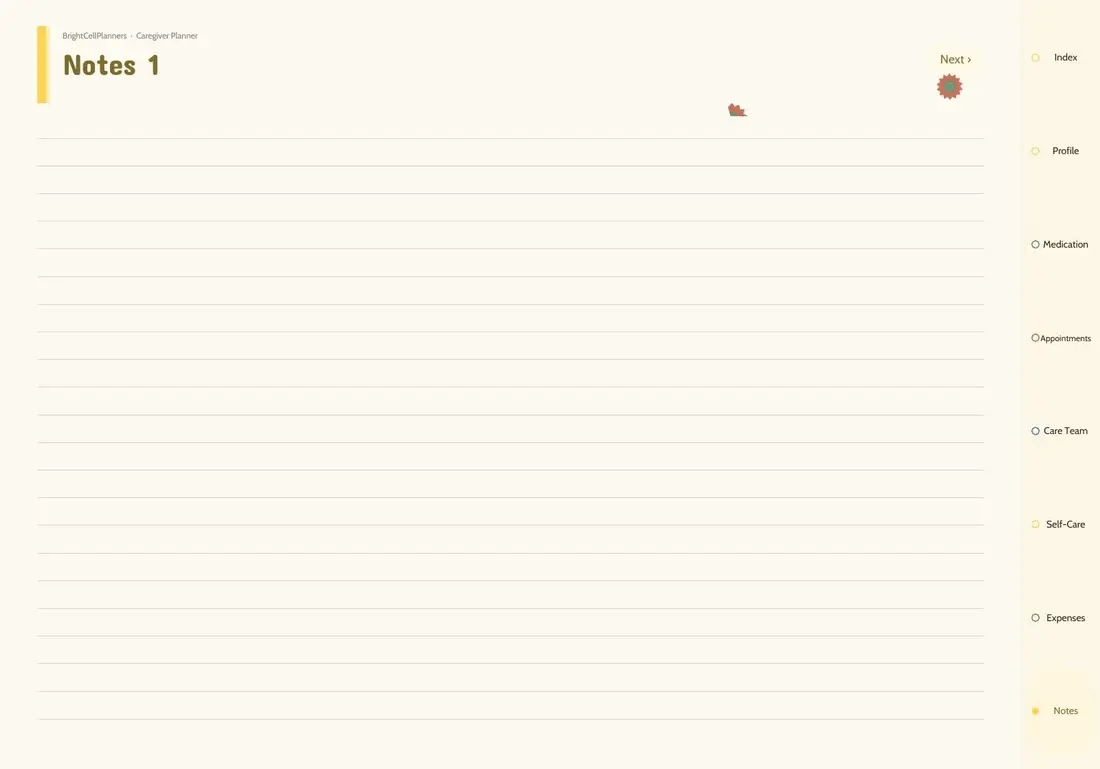 BrightCellPlanners · Caregiver Planner
Notes 1
Next ›
Index
Profile
Medication
Appointments
Care Team
Self-Care
Expenses
Notes